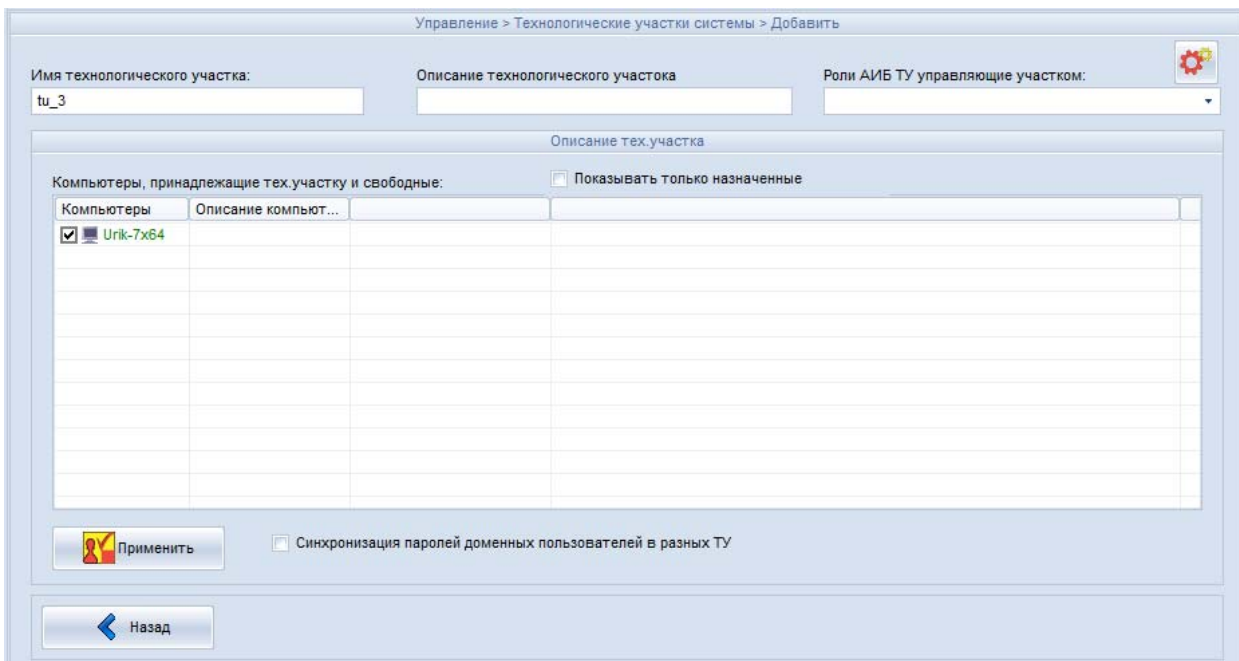 Управление > Технологические участки системы > Добавить
Имя технологического участка:
Описание технологического участока
Роли АИБ ТУ управляющие участком:
tu_3
Описание тех.участка
Компьютеры, принадлежащие тех.участку и свободные:
Показывать только назначенные
Компьютеры
Описание компьют...
Urik-7x64
Применить
Синхронизация паролей доменных пользователей в разных ТУ
Назад